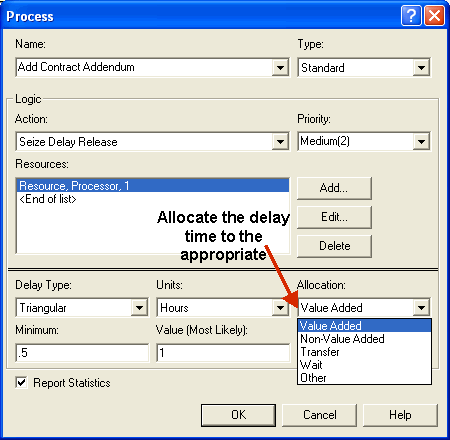 Process
Name: Type:
Add Contract Addendum Standard
Logic
Action: Priority:
Seize Delay Release Medium(2)
Resources:
Resource, Processor, 1
<End of list>
Add...
Edit...
Delete
Allocate the delay
time to the
appropriate
Delay Type: Units: Allocation:
Triangular Hours Value Added
Value Added
Non-Value Added
Transfer
Wait
Other
Minimum: Value (Most Likely):
.5 1
Report Statistics
OK Cancel Help